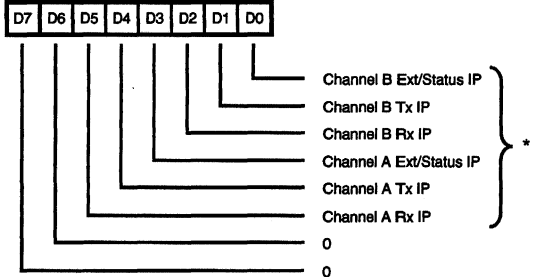 D7 D6 D5 D4 D3 D2 D1 D0
Channel B Ext/Status IP
Channel B Tx IP
Channel B Rx IP
Channel A Ext/Status IP
Channel A Tx IP
Channel A Rx IP
0
0
*